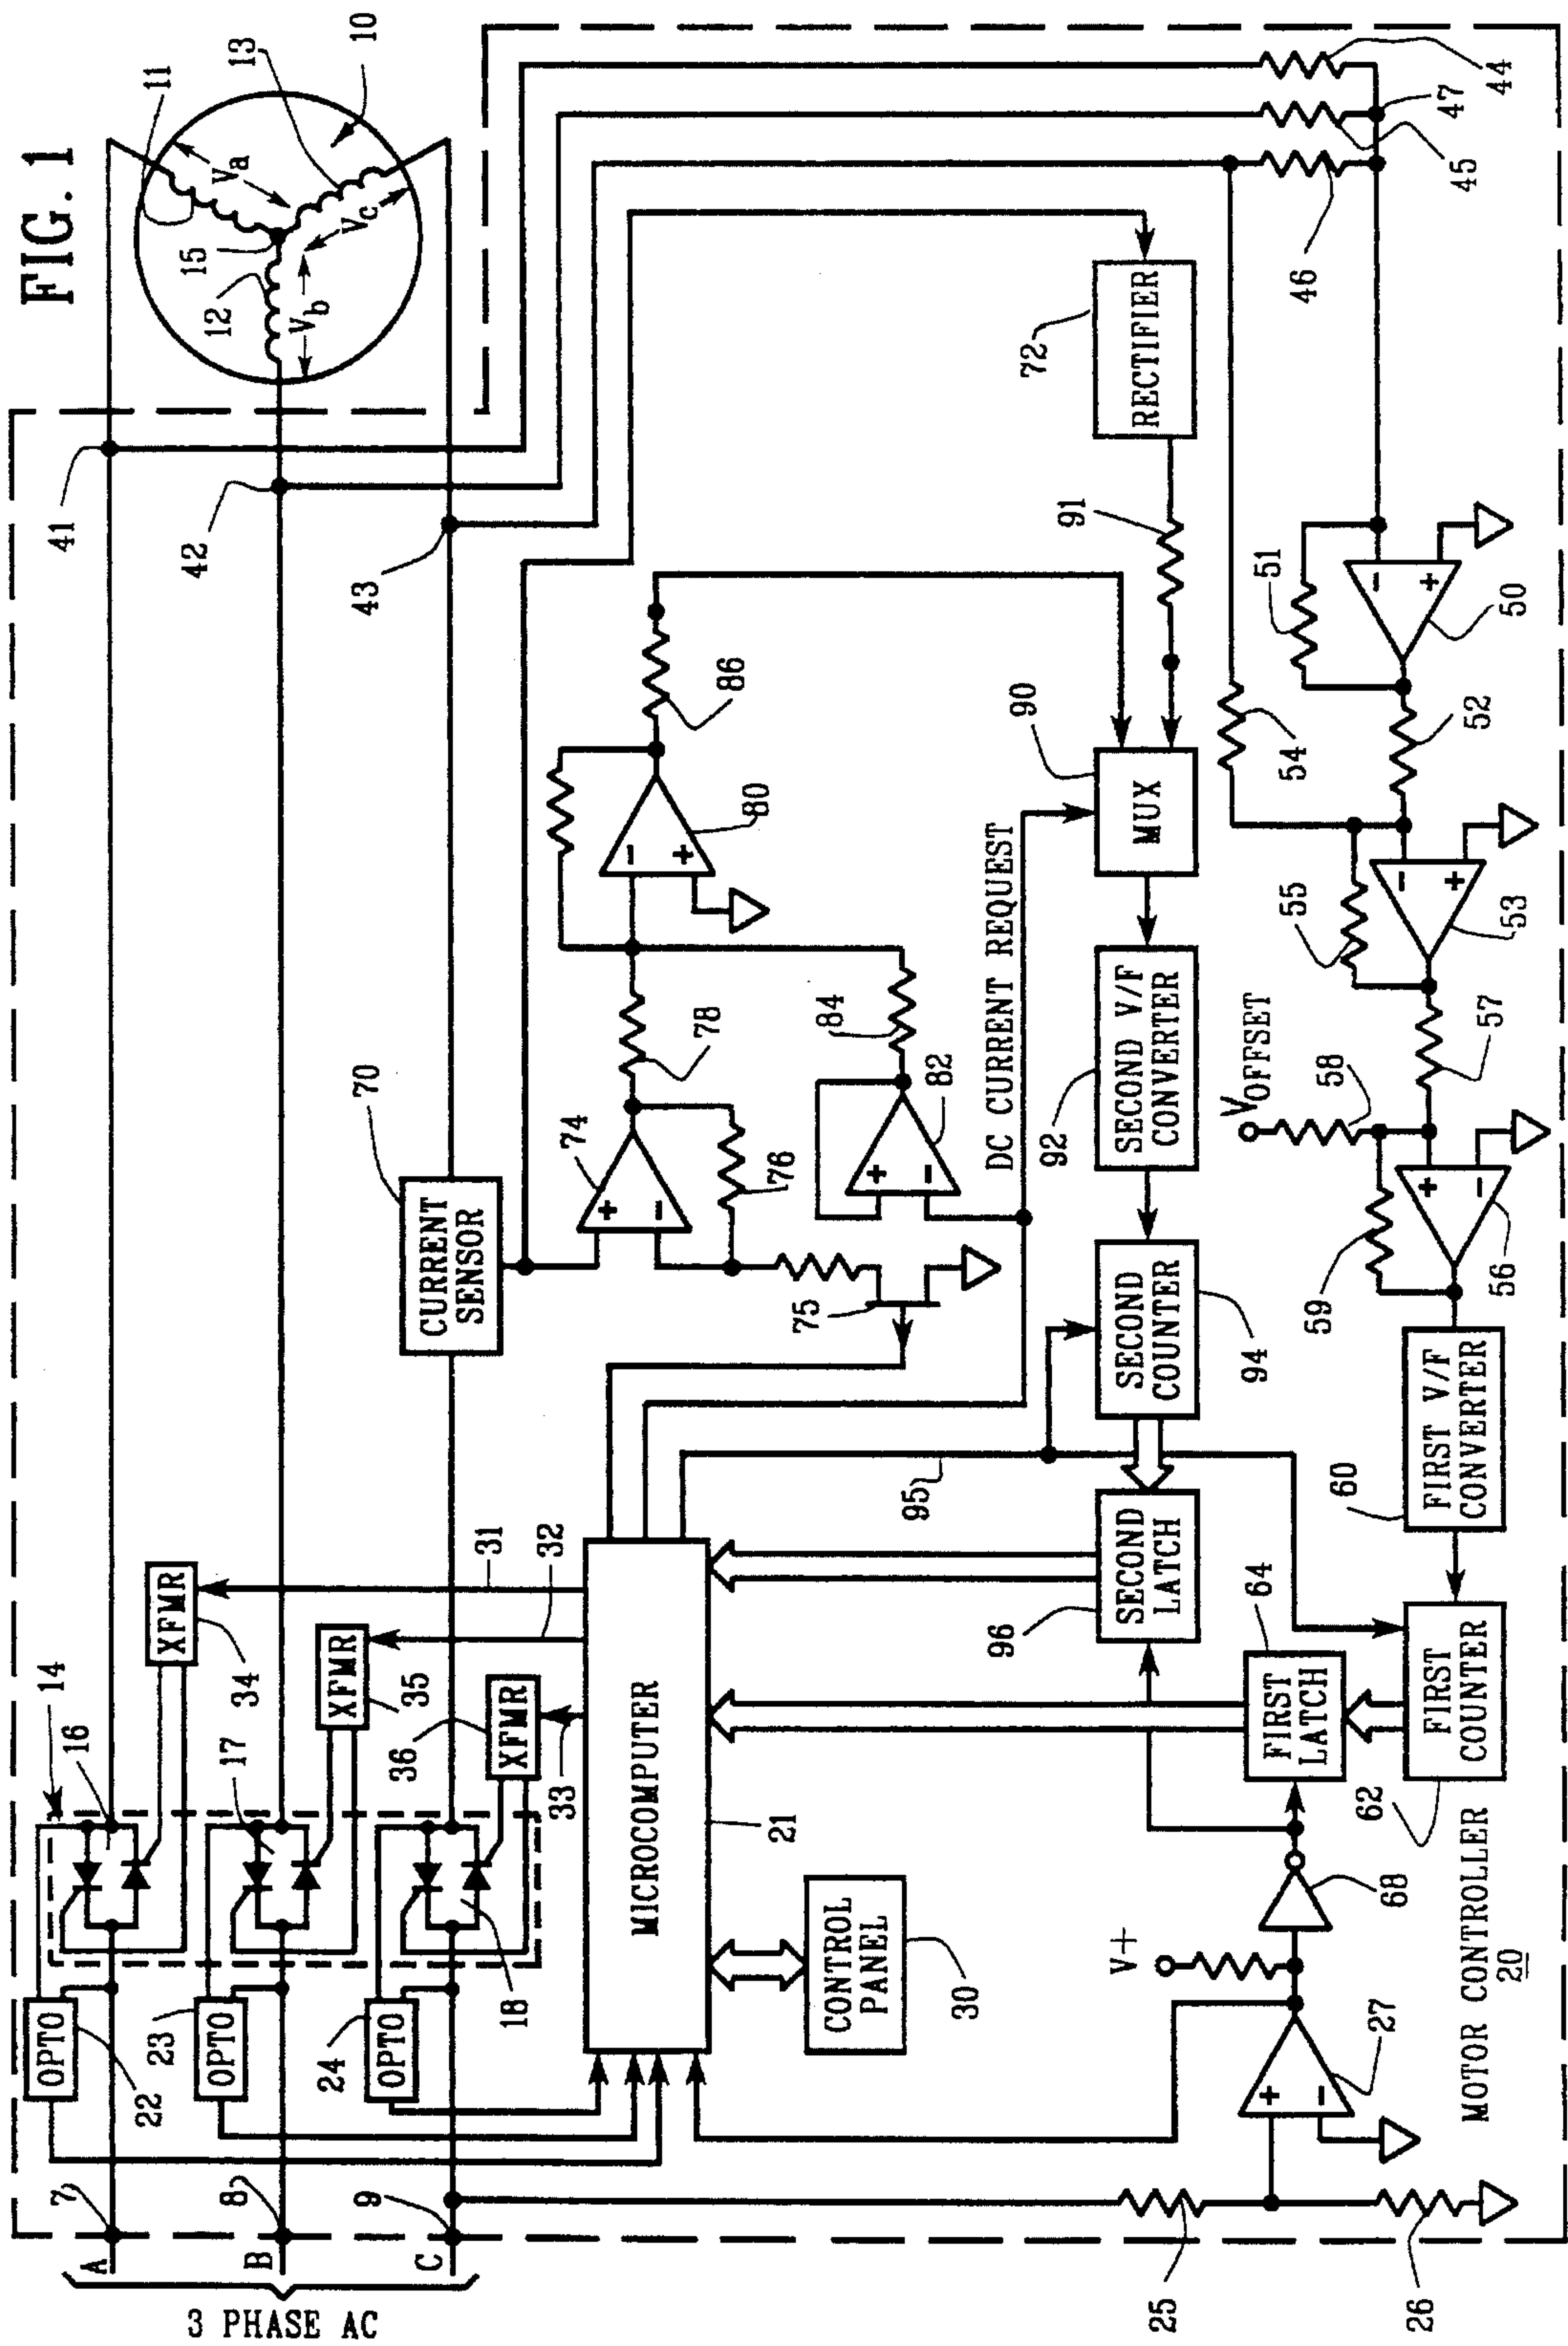 FIG. 1
3 PHASE AC
A
B
C
7
8
9
OPTO
22
OPTO
23
OPTO
24
14
16
17
18
XFMR
34
XFMR
35
XFMR
36
31
32
33
41
42
43
10
11
12
13
15
Va
Vb
Vc
CURRENT
SENSOR
70
74
+
-
75
76
78
80
-
+
82
+
-
84
86
DC CURRENT REQUEST
RECTIFIER
72
91
MUX
90
SECOND V/F
CONVERTER
92
SECOND
COUNTER
94
95
SECOND
LATCH
96
MICROCOMPUTER
21
CONTROL
PANEL
30
44
45
46
47
50
-
+
51
52
53
-
+
54
55
56
+
-
57
58
59
VOFFSET
FIRST V/F
CONVERTER
60
FIRST
COUNTER
62
FIRST
LATCH
64
68
V+
27
+
-
25
26
MOTOR CONTROLLER
20